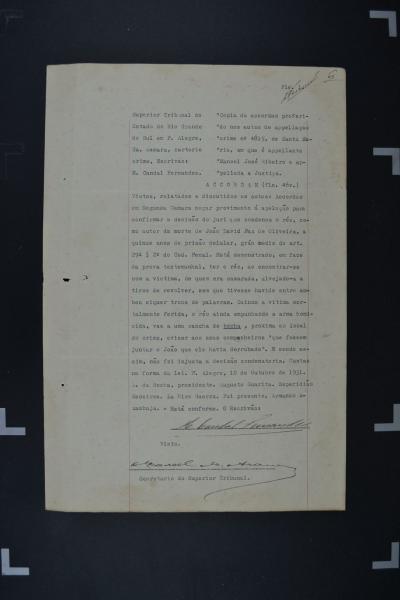 Fls. 5
Superior Tribunal do
Estado do Rio Grande
do Sul em P. Alegre,
2a. camara, cartorio
crime, Escrivão:
M. Candal Fernandes.
"Copia do accordam proferi-
do nos autos de appellação
crime nº 4823, de Santa Ma-
ria, em que é appellante
Manoel José Ribeiro e ap-
pellada a Justiça.
A C C O R D A M (fls. 46v.)
Vistos, relatados e discutidos os autos: Accordam
em Segunda Camara negar provimento á apelação para
confirmar a decisão do juri que condemna o réo, co-
mo autor da morte de João David Paz de Oliveira, a
quinze anos de prisão celular, gráo medio do art.
294 § 2º do Cod. Penal. Está demonstrado, em face
da prova testemunhal, ter o réo, ao encontrar-se
com a victima, de quem era camarada, alvejado-a a
tiros de revolver, sem que tivesse havido entre am-
bos siquer troca de palavras. Caindo a vitima mor-
talmente ferida, o réo ainda empunhando a arma homi-
cida, vae a uma cancha de bocha, proxima ao local
do crime, avisar aos seus companheiros "que fossem
juntar o João que ele havia derrubado". E sendo as-
sim, não foi injusta a decisão condenatoria. Custas
na forma da lei. P. Alegre, 10 de Outubro de 1931.
L. da Rocha, presidente. Augusto Guarita. Esperidião
Medeiros. La Hire Guerra. Fui presente, Armando A-
zambuja. - Está conforme. O Escrivão:
M. Candal Fernandes
Visto.
Secretario do Superior Tribunal.